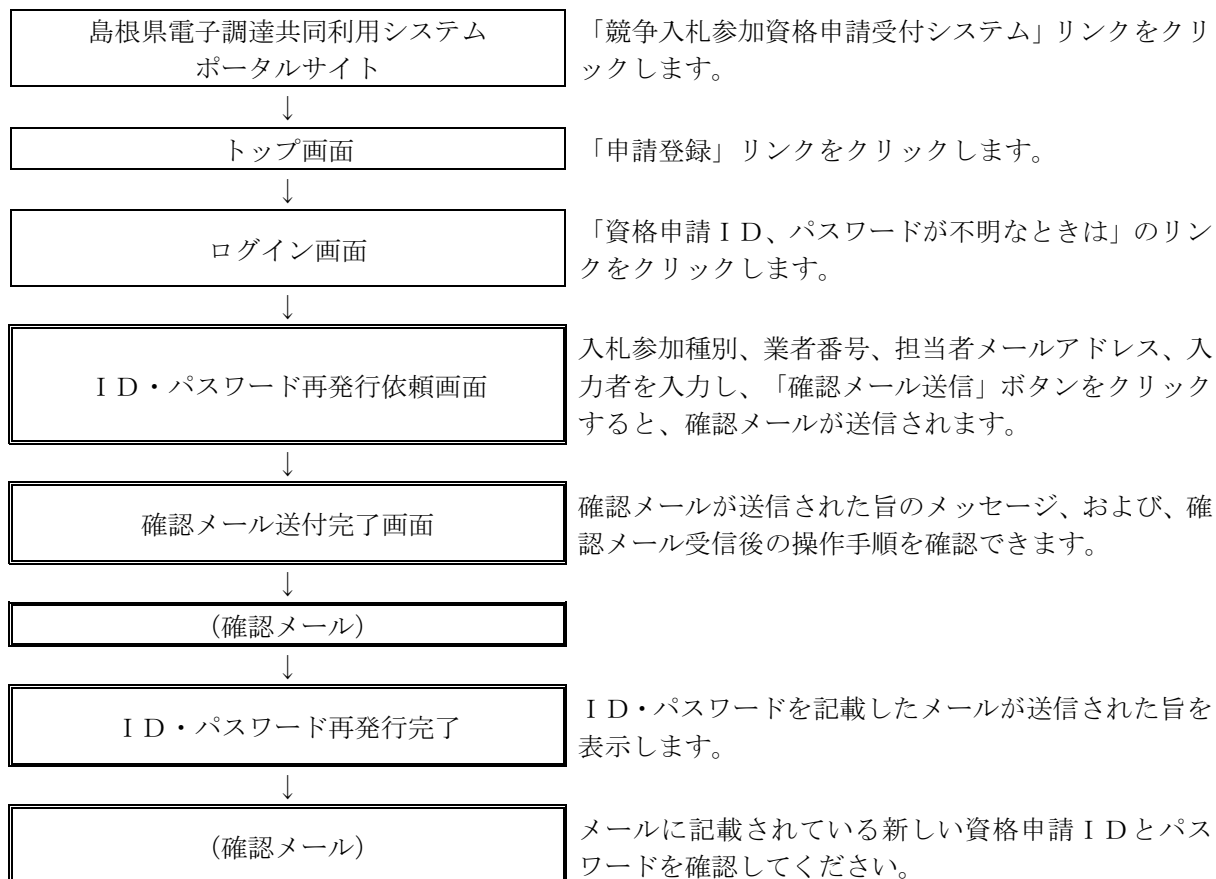 島根県電子調達共同利用システム
ポータルサイト
「競争入札参加資格申請受付システム」リンクをクリ
ックします。
↓
トップ画面
「申請登録」リンクをクリックします。
↓
ログイン画面
「資格申請ＩＤ、パスワードが不明なときは」のリン
クをクリックします。
↓
ＩＤ・パスワード再発行依頼画面
入札参加種別、業者番号、担当者メールアドレス、入
力者を入力し、「確認メール送信」ボタンをクリック
すると、確認メールが送信されます。
↓
確認メール送付完了画面
確認メールが送信された旨のメッセージ、および、確
認メール受信後の操作手順を確認できます。
↓
（確認メール）
↓
ＩＤ・パスワード再発行完了
ＩＤ・パスワードを記載したメールが送信された旨を
表示します。
↓
（確認メール）
メールに記載されている新しい資格申請ＩＤとパス
ワードを確認してください。